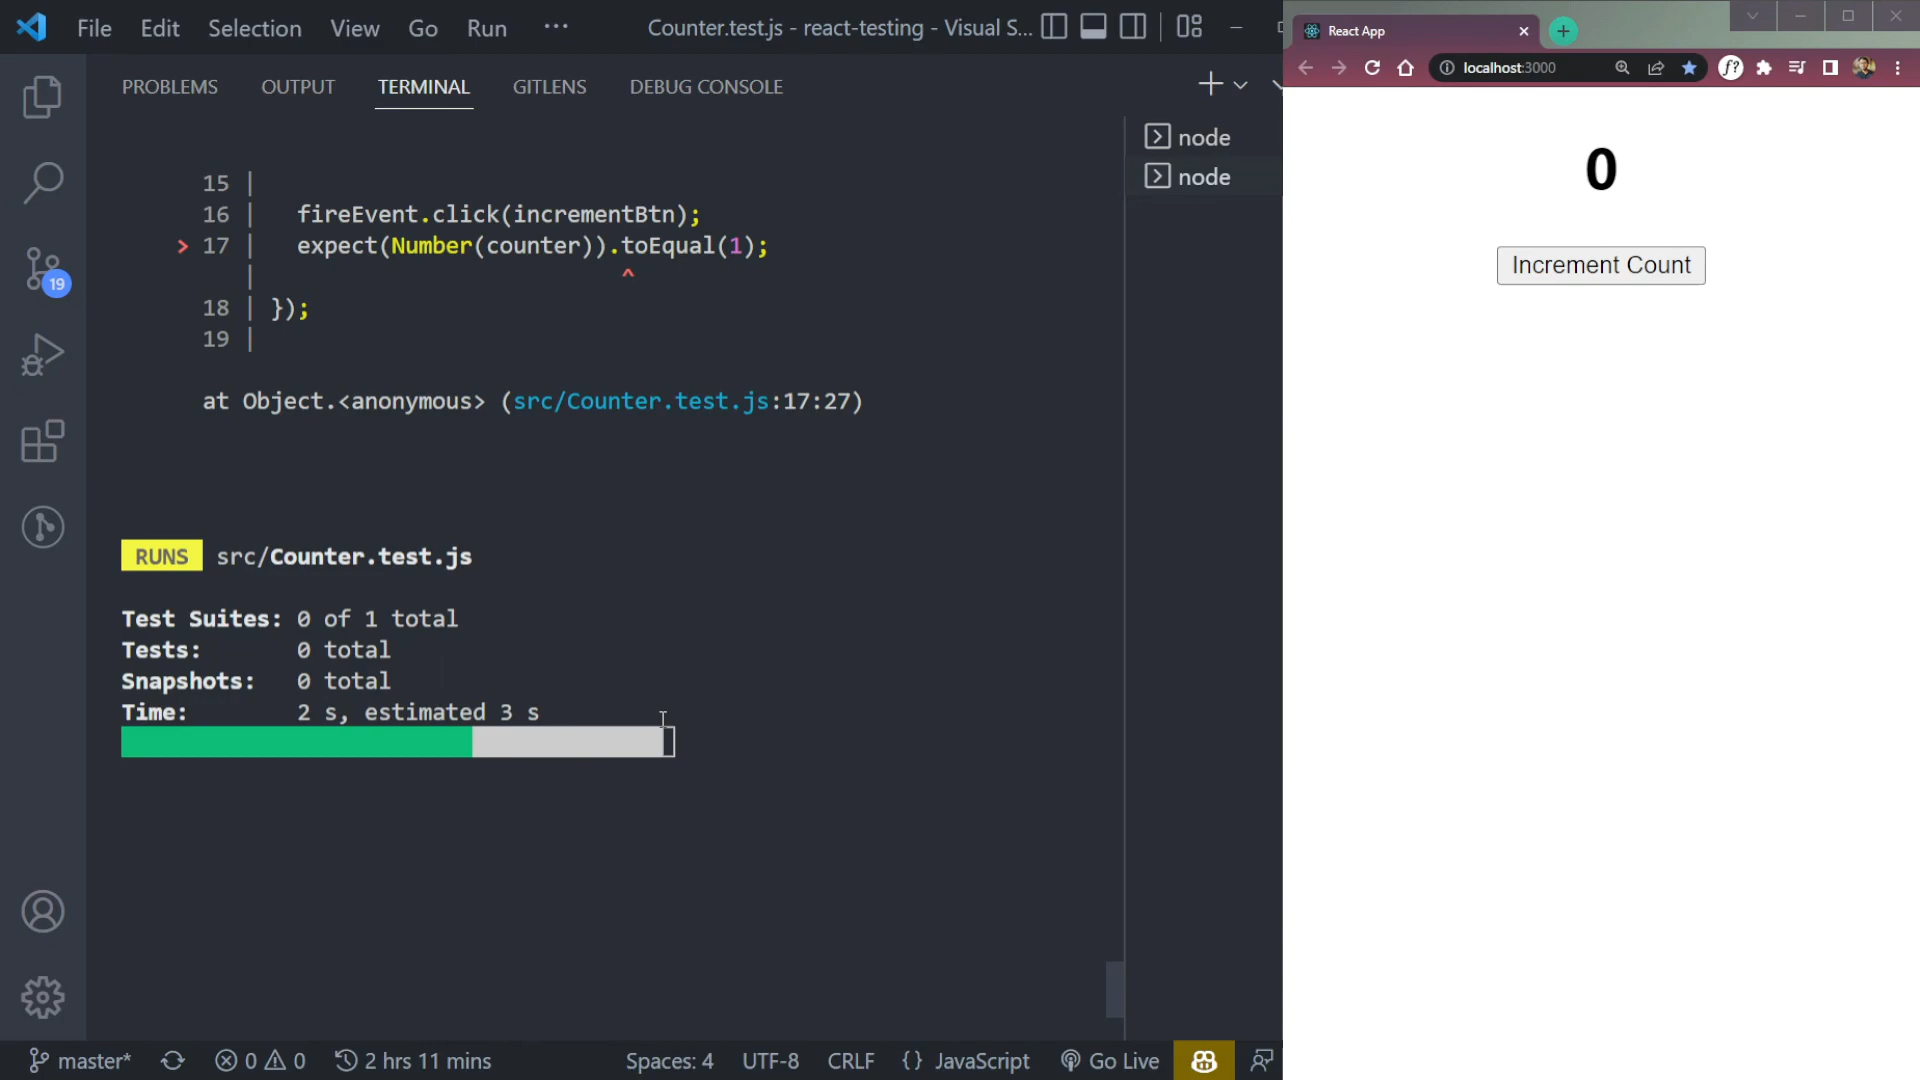 File Edit Selection View Go Run ··· Counter.test.js - react-testing - Visual S...
PROBLEMS OUTPUT TERMINAL GITLENS DEBUG CONSOLE
node
node
15 |
16 | fireEvent.click(incrementBtn);
> 17 | expect(Number(counter)).toEqual(1);
| ^
18 | });
19 |
at Object.<anonymous> (src/Counter.test.js:17:27)
RUNS src/Counter.test.js
Test Suites: 0 of 1 total
Tests: 0 total
Snapshots: 0 total
Time: 2 s, estimated 3 s
19
master* 0 0 2 hrs 11 mins Spaces: 4 UTF-8 CRLF {} JavaScript Go Live
React App
localhost:3000
f?
0
Increment Count